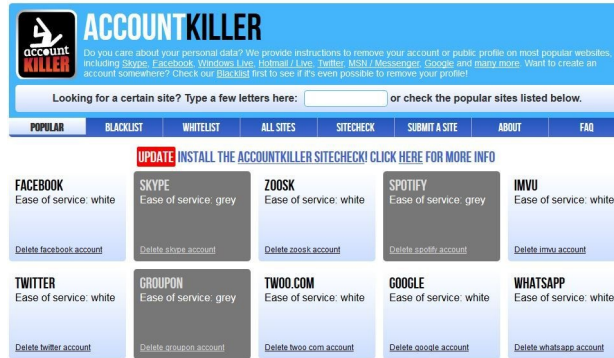 account
KILLER
ACCOUNTKILLER
Do you care about your personal data? We provide instructions to remove your account or public profile on most popular websites,
including Skype, Facebook, Windows Live, Hotmail / Live, Twitter, MSN / Messenger, Google and many more. Want to create an
account somewhere? Check our Blacklist first to see if it's even possible to remove your profile!
Looking for a certain site? Type a few letters here: or check the popular sites listed below.
POPULAR BLACKLIST WHITELIST ALL SITES SITECHECK SUBMIT A SITE ABOUT FAQ
UPDATE INSTALL THE ACCOUNTKILLER SITECHECK! CLICK HERE FOR MORE INFO
FACEBOOK SKYPE ZOOSK SPOTIFY IMVU
Ease of service: white Ease of service: grey Ease of service: white Ease of service: grey Ease of service: white
Delete facebook account Delete skype account Delete zoosk account Delete spotify account Delete imvu account
TWITTER GROUPON TWOO.COM GOOGLE WHATSAPP
Ease of service: white Ease of service: grey Ease of service: white Ease of service: white Ease of service: white
Delete twitter account Delete groupon account Delete twoo com account Delete google account Delete whatsapp account